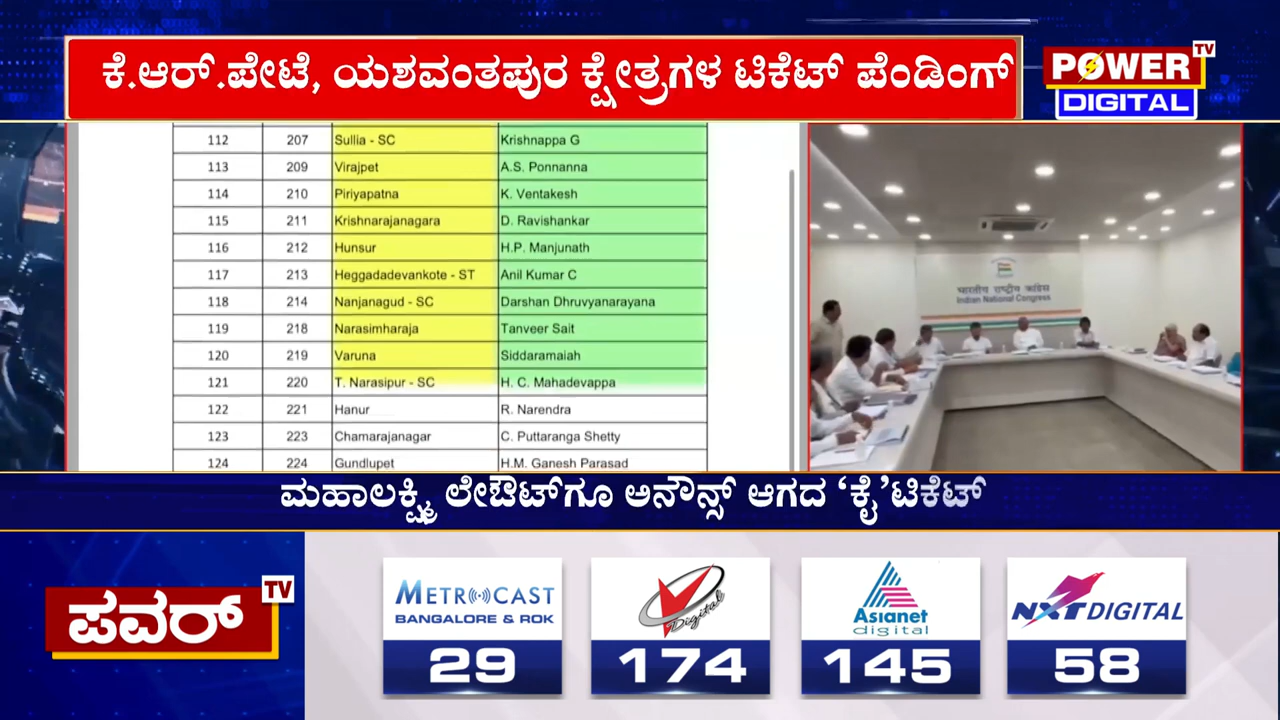 ಕೆ.ಆರ್.ಪೇಟೆ, ಯಶವಂತಪುರ ಕ್ಷೇತ್ರಗಳ ಟಿಕೆಟ್ ಪೆಂಡಿಂಗ್
POWER TV
DIGITAL
112 207 Sullia - SC Krishnappa G
113 209 Virajpet A.S. Ponnanna
114 210 Piriyapatna K. Ventakesh
115 211 Krishnarajanagara D. Ravishankar
116 212 Hunsur H.P. Manjunath
117 213 Heggadadevankote - ST Anil Kumar C
118 214 Nanjanagud - SC Darshan Dhruvyanarayana
119 218 Narasimharaja Tanveer Sait
120 219 Varuna Siddaramaiah
121 220 T. Narasipur - SC H. C. Mahadevappa
122 221 Hanur R. Narendra
123 223 Chamarajanagar C. Puttaranga Shetty
124 224 Gundlupet H.M. Ganesh Parasad
भारतीय राष्ट्रीय कांग्रेस
Indian National Congress
ಮಹಾಲಕ್ಷ್ಮಿ ಲೇಔಟ್‌ಗೂ ಅನೌನ್ಸ್ ಆಗದ ‘ಕೈ’ಟಿಕೆಟ್
ಪವರ್ TV
METROCAST
BANGALORE & ROK
29
V Digital
174
Asianet
digital
145
NXTDIGITAL
58